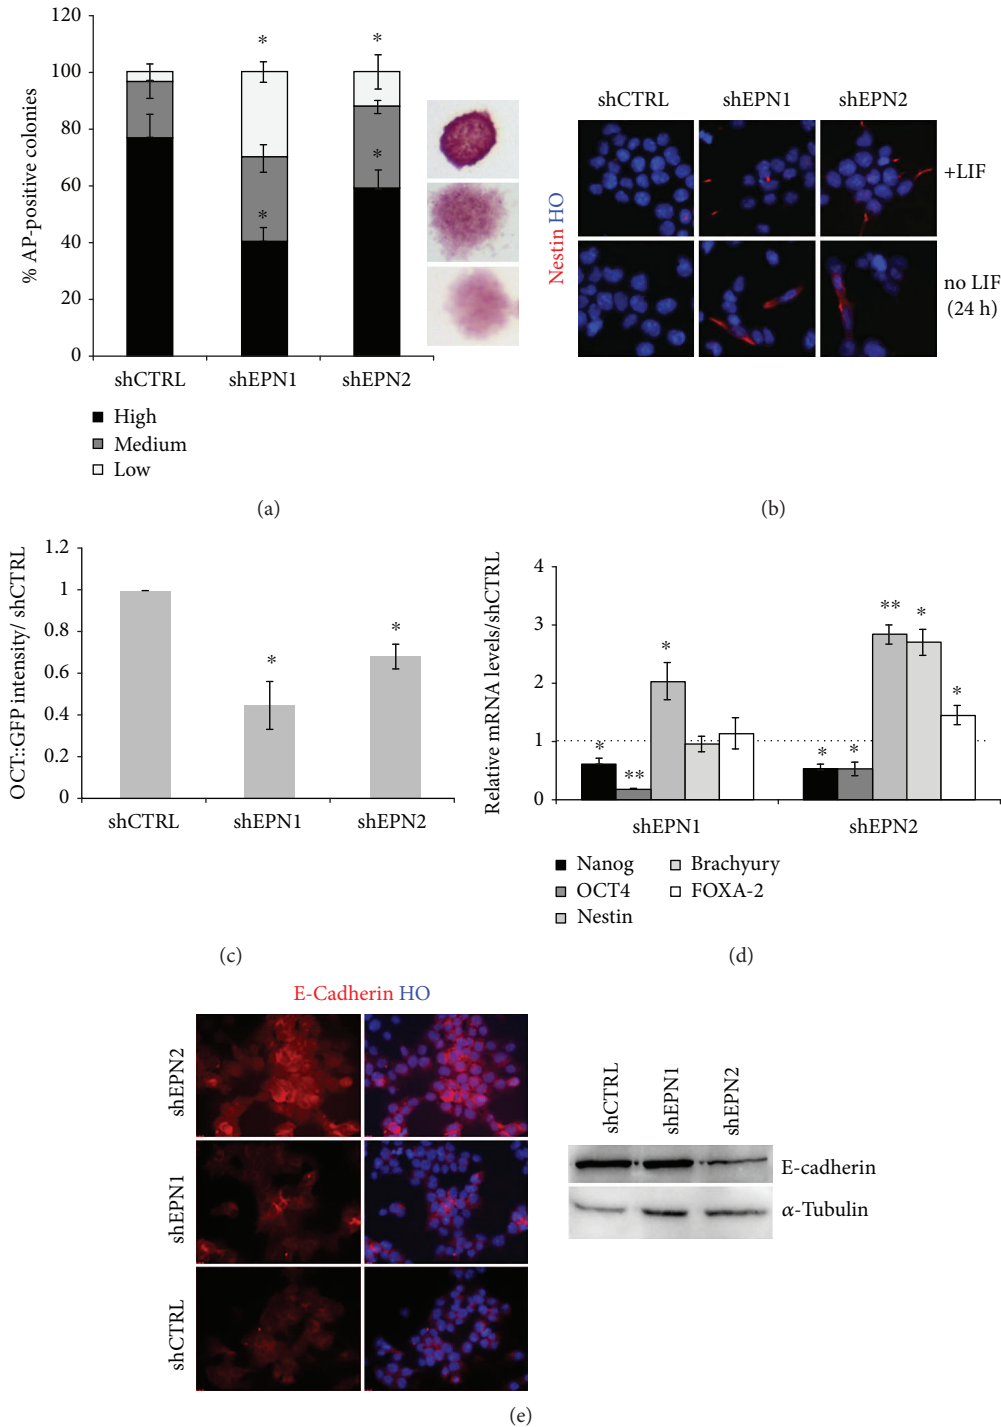 120
100
80
60
40
20
0
% AP-positive colonies
* *
* *
shCTRL shEPN1 shEPN2
High
Medium
Low
(a)
shCTRL shEPN1 shEPN2
Nestin HO
+LIF
no LIF
(24 h)
(b)
1.2
1
0.8
0.6
0.4
0.2
0
OCT::GFP intensity/ shCTRL
* *
shCTRL shEPN1 shEPN2
(c)
4
3
2
1
0
Relative mRNA levels/shCTRL
* ** * * * ** * *
shEPN1 shEPN2
Nanog Brachyury
OCT4 FOXA-2
Nestin
(d)
E-Cadherin HO
shEPN2
shEPN1
shCTRL
shCTRL shEPN1 shEPN2
E-cadherin
α-Tubulin
(e)